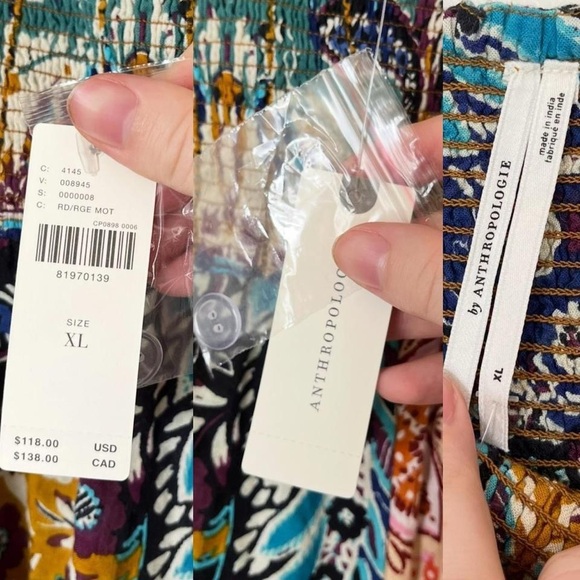 C: 4145
V: 008945
S: 0000008
C: RD/RGE MOT
CP0898 0006
81970139
SIZE
XL
$118.00 USD
$138.00 CAD
ANTHROPOLOG
by ANTHROPOLOGIE
XL
made in india
fabriqué en inde